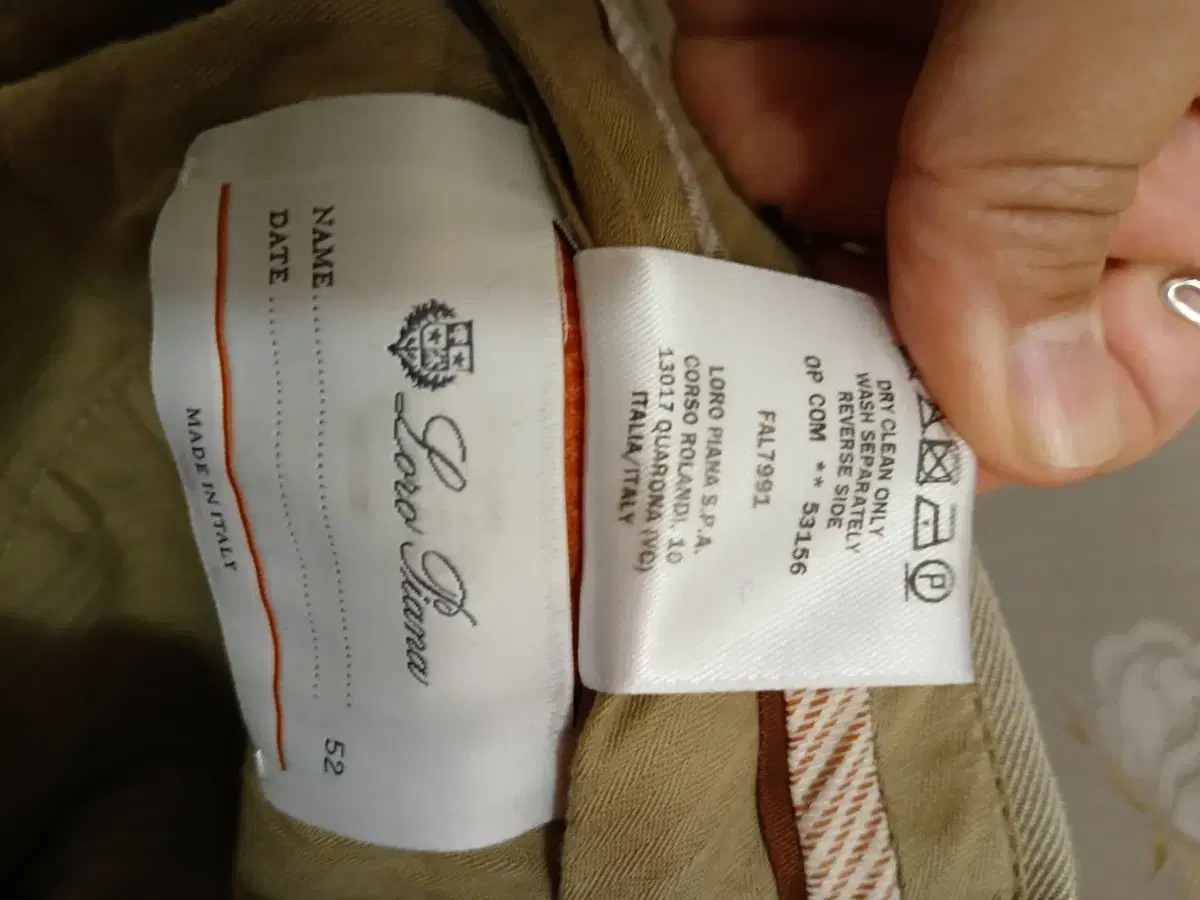 Loro Piana
NAME
52
DATE
MADE IN ITALY
P
DRY CLEAN ONLY
WASH SEPARATELY
REVERSE SIDE
OP COM ** 53156
FAL7991
LORO PIANA S.P.A.
CORSO ROLANDI, 10
13017 QUARONA (VC)
ITALIA/ITALY